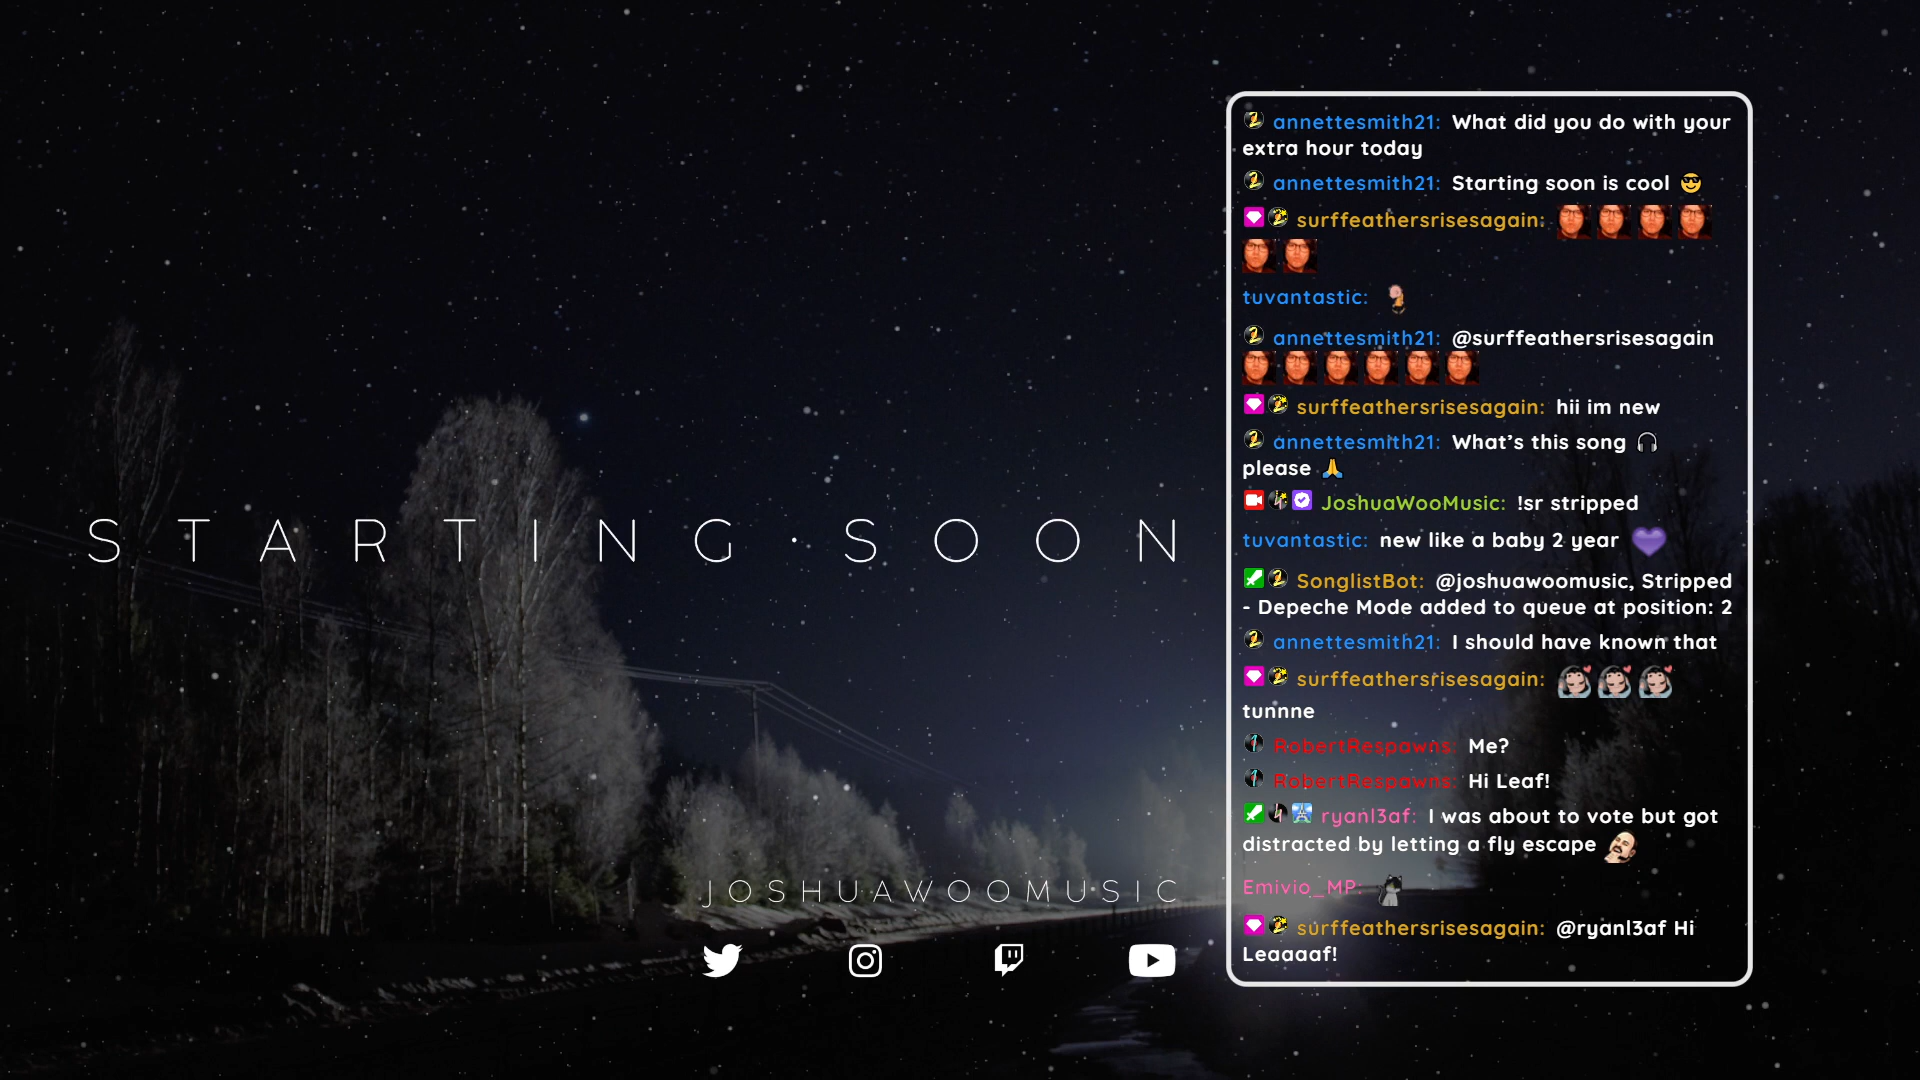 STARTING·SOON
JOSHUAWOOMUSIC
annettesmith21: What did you do with your
extra hour today
annettesmith21: Starting soon is cool 😎
surffeathersrisesagain:
tuvantastic:
annettesmith21: @surffeathersrisesagain
surffeathersrisesagain: hii im new
annettesmith21: What’s this song 🎧
please 🙏
JoshuaWooMusic: !sr stripped
tuvantastic: new like a baby 2 year
SonglistBot: @joshuawoomusic, Stripped
- Depeche Mode added to queue at position: 2
annettesmith21: I should have known that
surffeathersrisesagain:
tunnne
RobertRespawns: Me?
RobertRespawns: Hi Leaf!
ryanl3af: I was about to vote but got
distracted by letting a fly escape
Emivio_MP:
surffeathersrisesagain: @ryanl3af Hi
Leaaaaf!